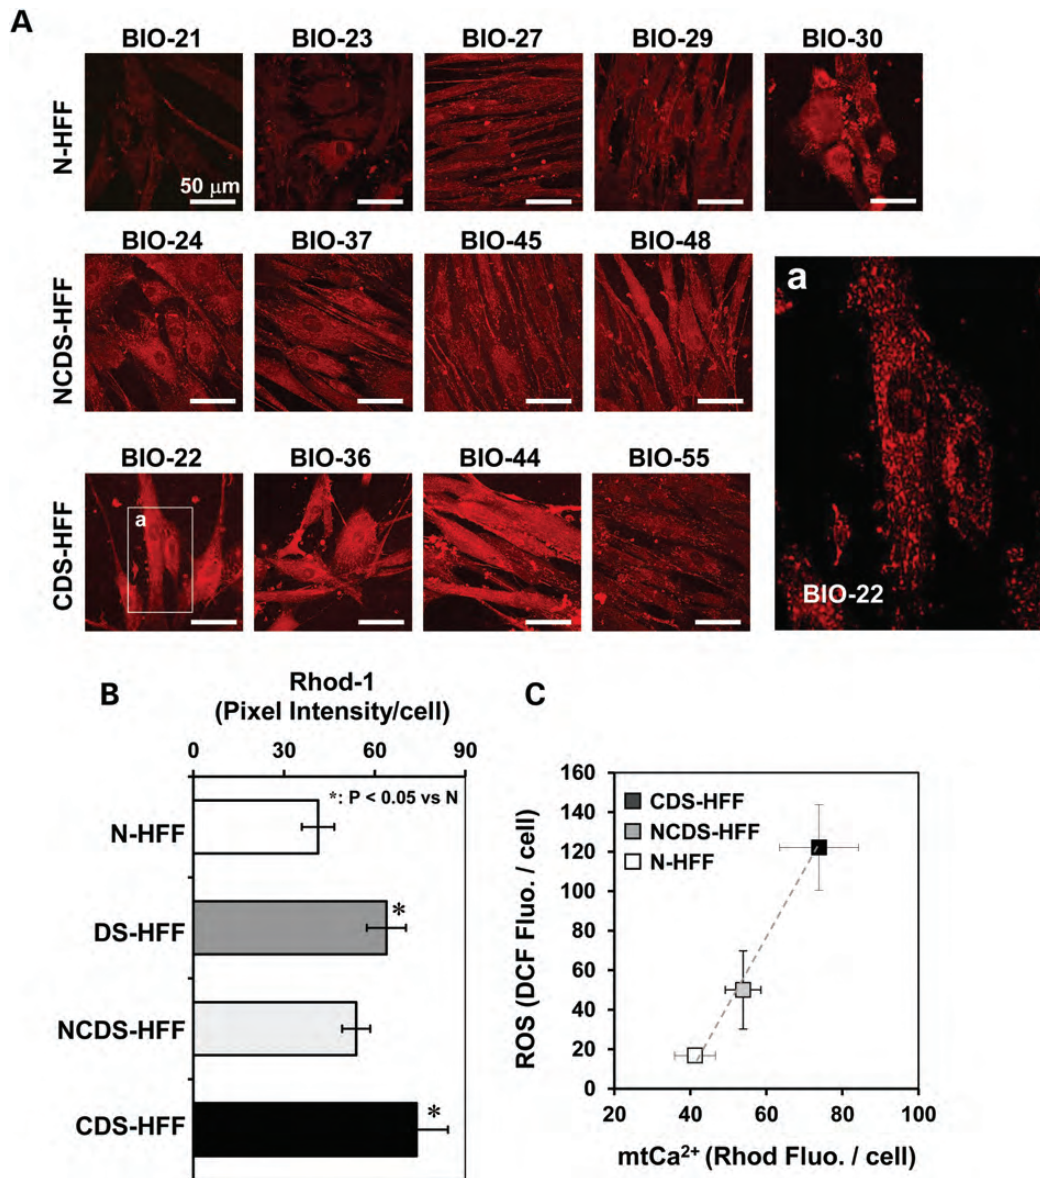 A
BIO-21 BIO-23 BIO-27 BIO-29 BIO-30
N-HFF
50 μm
BIO-24 BIO-37 BIO-45 BIO-48
NCDS-HFF
a
BIO-22
BIO-22 BIO-36 BIO-44 BIO-55
CDS-HFF
a
B
Rhod-1
(Pixel Intensity/cell)
0 30 60 90
*: P < 0.05 vs N
N-HFF
DS-HFF *
NCDS-HFF
CDS-HFF *
C
160
140
120
100
80
60
40
20
0
CDS-HFF
NCDS-HFF
N-HFF
ROS (DCF Fluo. / cell)
20 40 60 80 100
mtCa²⁺ (Rhod Fluo. / cell)